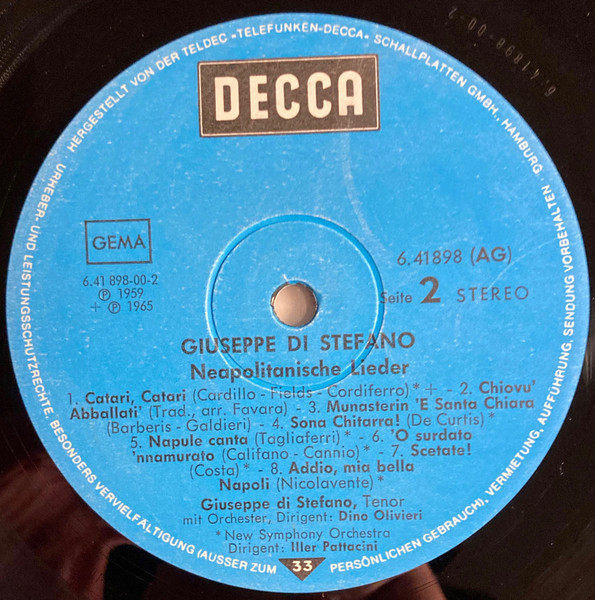 URHEBER- UND LEISTUNGSSCHUTZRECHTE, BESONDERS VERVIELFÄLTIGUNG (AUSSER ZUM PERSÖNLICHEN GEBRAUCH), VERMIETUNG, AUFFÜHRUNG, SENDUNG VORBEHALTEN
HERGESTELLT VON DER TELDEC »TELEFUNKEN-DECCA« SCHALLPLATTEN GMBH., HAMBURG.
6.41898-00-2
DECCA
GEMA
6.41 898-00-2
℗ 1959
+ ℗ 1965
6.41898 (AG)
Seite 2 STEREO
GIUSEPPE DI STEFANO
Neapolitanische Lieder
1. Catari, Catari (Cardillo - Fields - Cordiferro)*+ - 2. Chiovu'
Abballati' (Trad., arr. Favara) - 3. Munasterin 'E Santa Chiara
(Barberis - Galdieri) - 4. Sona Chitarra! (De Curtis)*
5. Napule canta (Tagliaferri)* - 6. 'O surdato
'nnamurato (Califano - Cannio)* - 7. Scetate!
(Costa)* - 8. Addio, mia bella
Napoli (Nicolavente)*
Giuseppe di Stefano, Tenor
mit Orchester, Dirigent: Dino Olivieri
*New Symphony Orchestra
Dirigent: Iller Pattacini
33